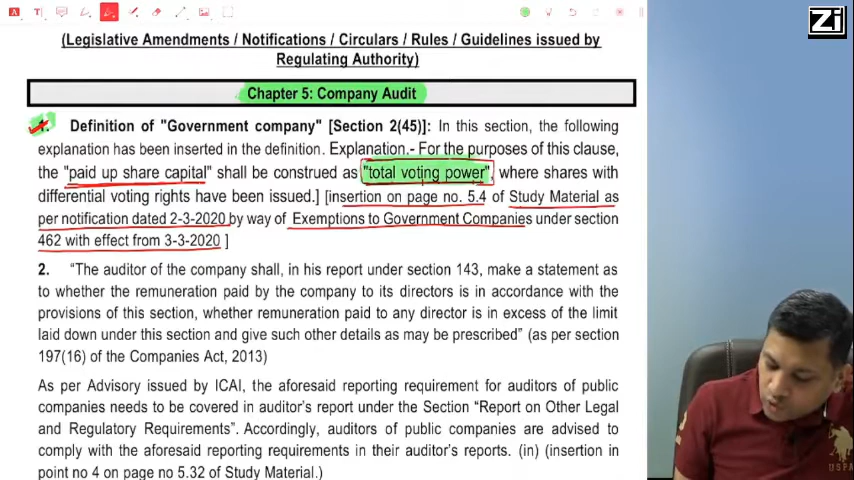 Zi
(Legislative Amendments / Notifications / Circulars / Rules / Guidelines issued by
Regulating Authority)
Chapter 5: Company Audit
1. Definition of "Government company" [Section 2(45)]: In this section, the following
explanation has been inserted in the definition. Explanation.- For the purposes of this clause,
the "paid up share capital" shall be construed as "total voting power", where shares with
differential voting rights have been issued.] [insertion on page no. 5.4 of Study Material as
per notification dated 2-3-2020 by way of Exemptions to Government Companies under section
462 with effect from 3-3-2020 ]
2. “The auditor of the company shall, in his report under section 143, make a statement as
to whether the remuneration paid by the company to its directors is in accordance with the
provisions of this section, whether remuneration paid to any director is in excess of the limit
laid down under this section and give such other details as may be prescribed” (as per section
197(16) of the Companies Act, 2013)
As per Advisory issued by ICAI, the aforesaid reporting requirement for auditors of public
companies needs to be covered in auditor’s report under the Section “Report on Other Legal
and Regulatory Requirements”. Accordingly, auditors of public companies are advised to
comply with the aforesaid reporting requirements in their auditor’s reports. (in) (insertion in
point no 4 on page no 5.32 of Study Material.)
USPA